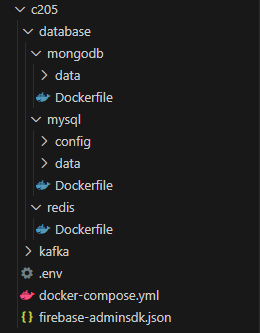 c205
database
mongodb
data
Dockerfile
mysql
config
data
Dockerfile
redis
Dockerfile
kafka
.env
docker-compose.yml
firebase-adminsdk.json